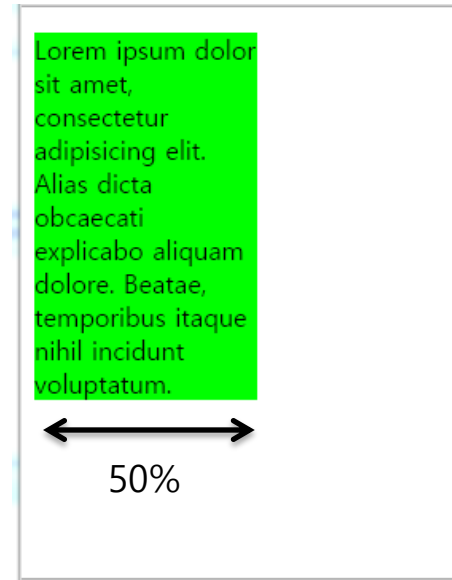 Lorem ipsum dolor
sit amet,
consectetur
adipisicing elit.
Alias dicta
obcaecati
explicabo aliquam
dolore. Beatae,
temporibus itaque
nihil incidunt
voluptatum.
50%